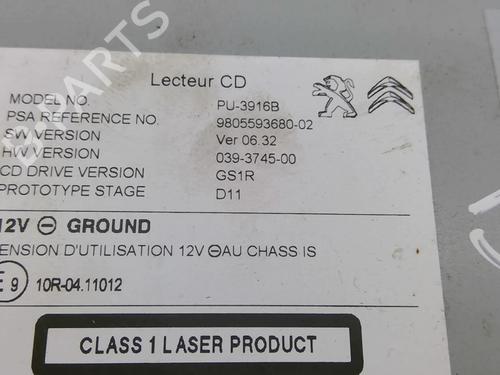 Lecteur CD
MODEL NO. PU-3916B
PSA REFERENCE NO. 9805593680-02
SW VERSION Ver 06.32
HW VERSION 039-3745-00
CD DRIVE VERSION GS1R
PROTOTYPE STAGE D11
12V ⊖ GROUND
ENSION D'UTILISATION 12V ⊖AU CHASS IS
E 9 10R-04.11012
CLASS 1 LASER PRODUCT